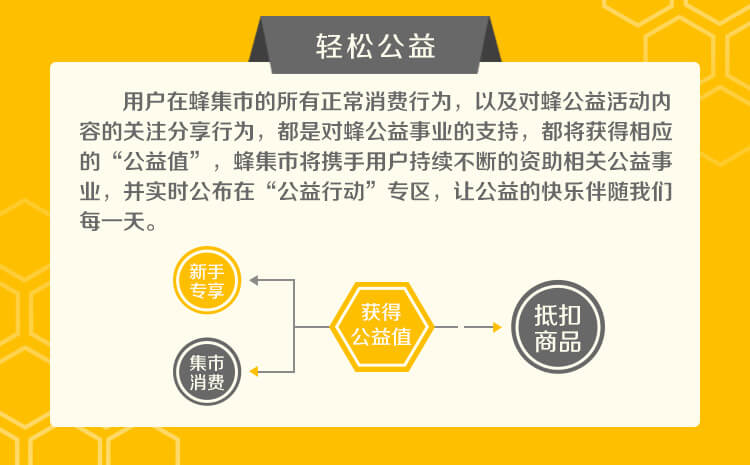 轻松公益
用户在蜂集市的所有正常消费行为，以及对蜂公益活动内
容的关注分享行为，都是对蜂公益事业的支持，都将获得相应
的“公益值”，蜂集市将携手用户持续不断的资助相关公益事
业，并实时公布在“公益行动”专区，让公益的快乐伴随我们
每一天。
新手
专享
获得
公益值
抵扣
商品
集市
消费